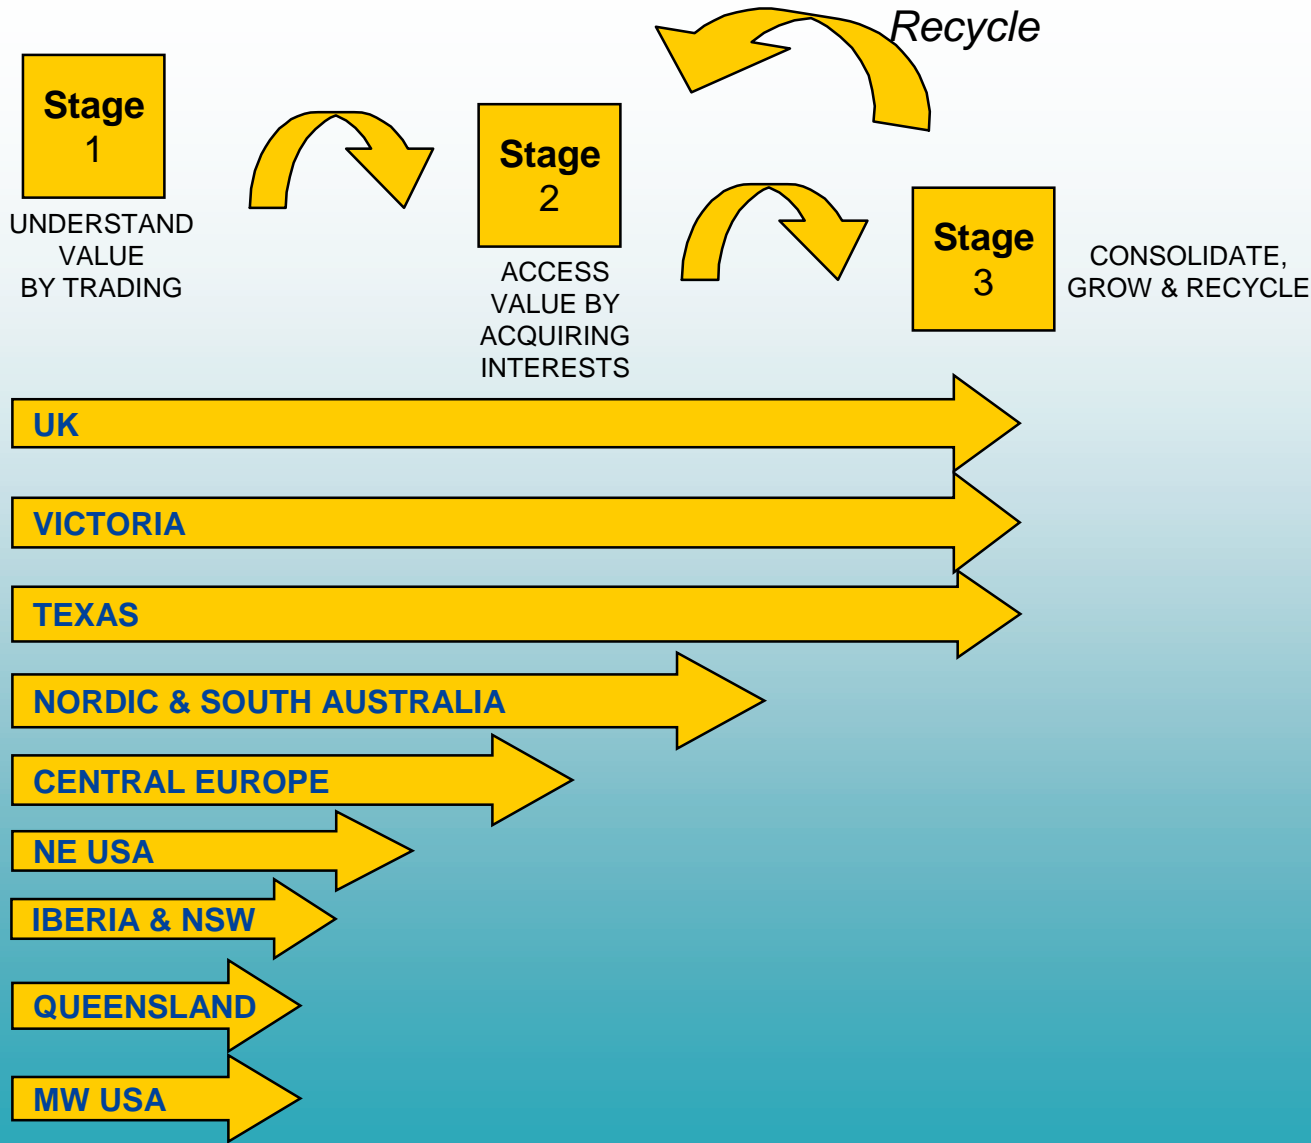 Recycle
Stage
1
UNDERSTAND
VALUE
BY TRADING
Stage
2
ACCESS
VALUE BY
ACQUIRING
INTERESTS
Stage
3
CONSOLIDATE,
GROW & RECYCLE
UK
VICTORIA
TEXAS
NORDIC & SOUTH AUSTRALIA
CENTRAL EUROPE
NE USA
IBERIA & NSW
QUEENSLAND
MW USA